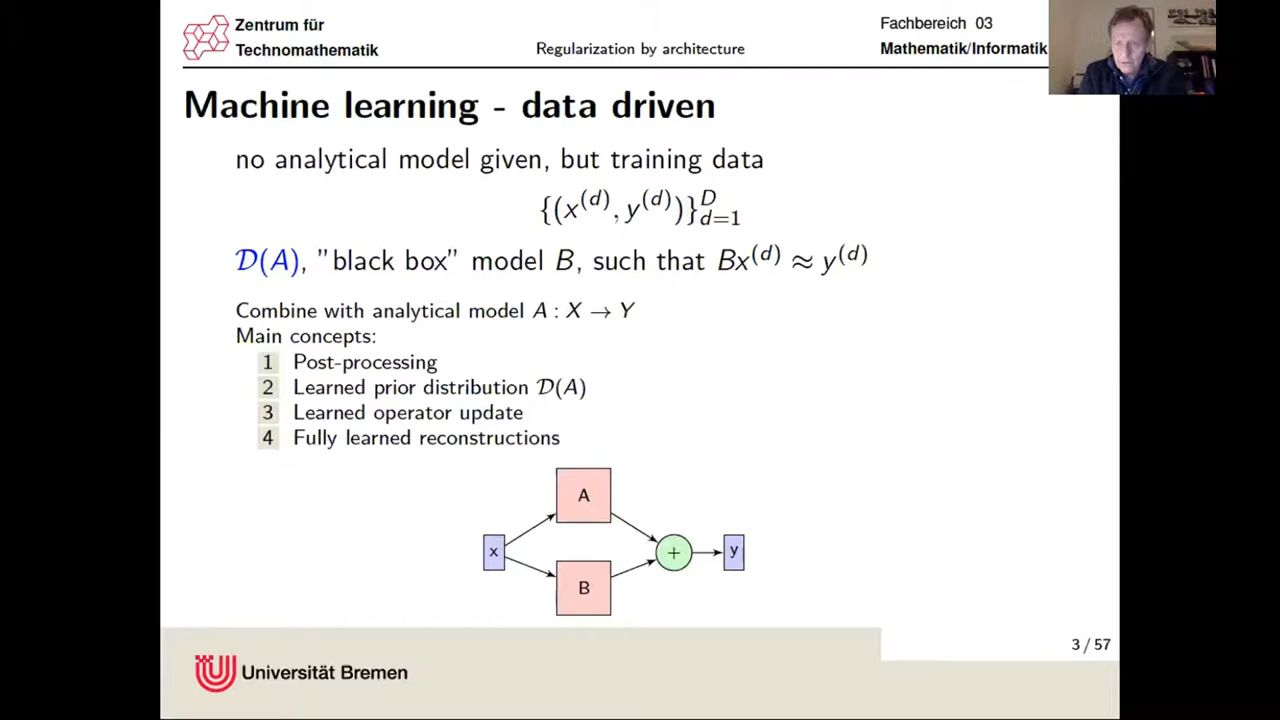 Zentrum für
Technomathematik
Regularization by architecture
Fachbereich 03
Mathematik/Informatik
Machine learning - data driven
no analytical model given, but training data
{(x^(d), y^(d))}_{d=1}^D
𝒟(A), "black box" model B, such that Bx^(d) ≈ y^(d)
Combine with analytical model A : X → Y
Main concepts:
1 Post-processing
2 Learned prior distribution 𝒟(A)
3 Learned operator update
4 Fully learned reconstructions
A
x + y
B
3 / 57
Universität Bremen